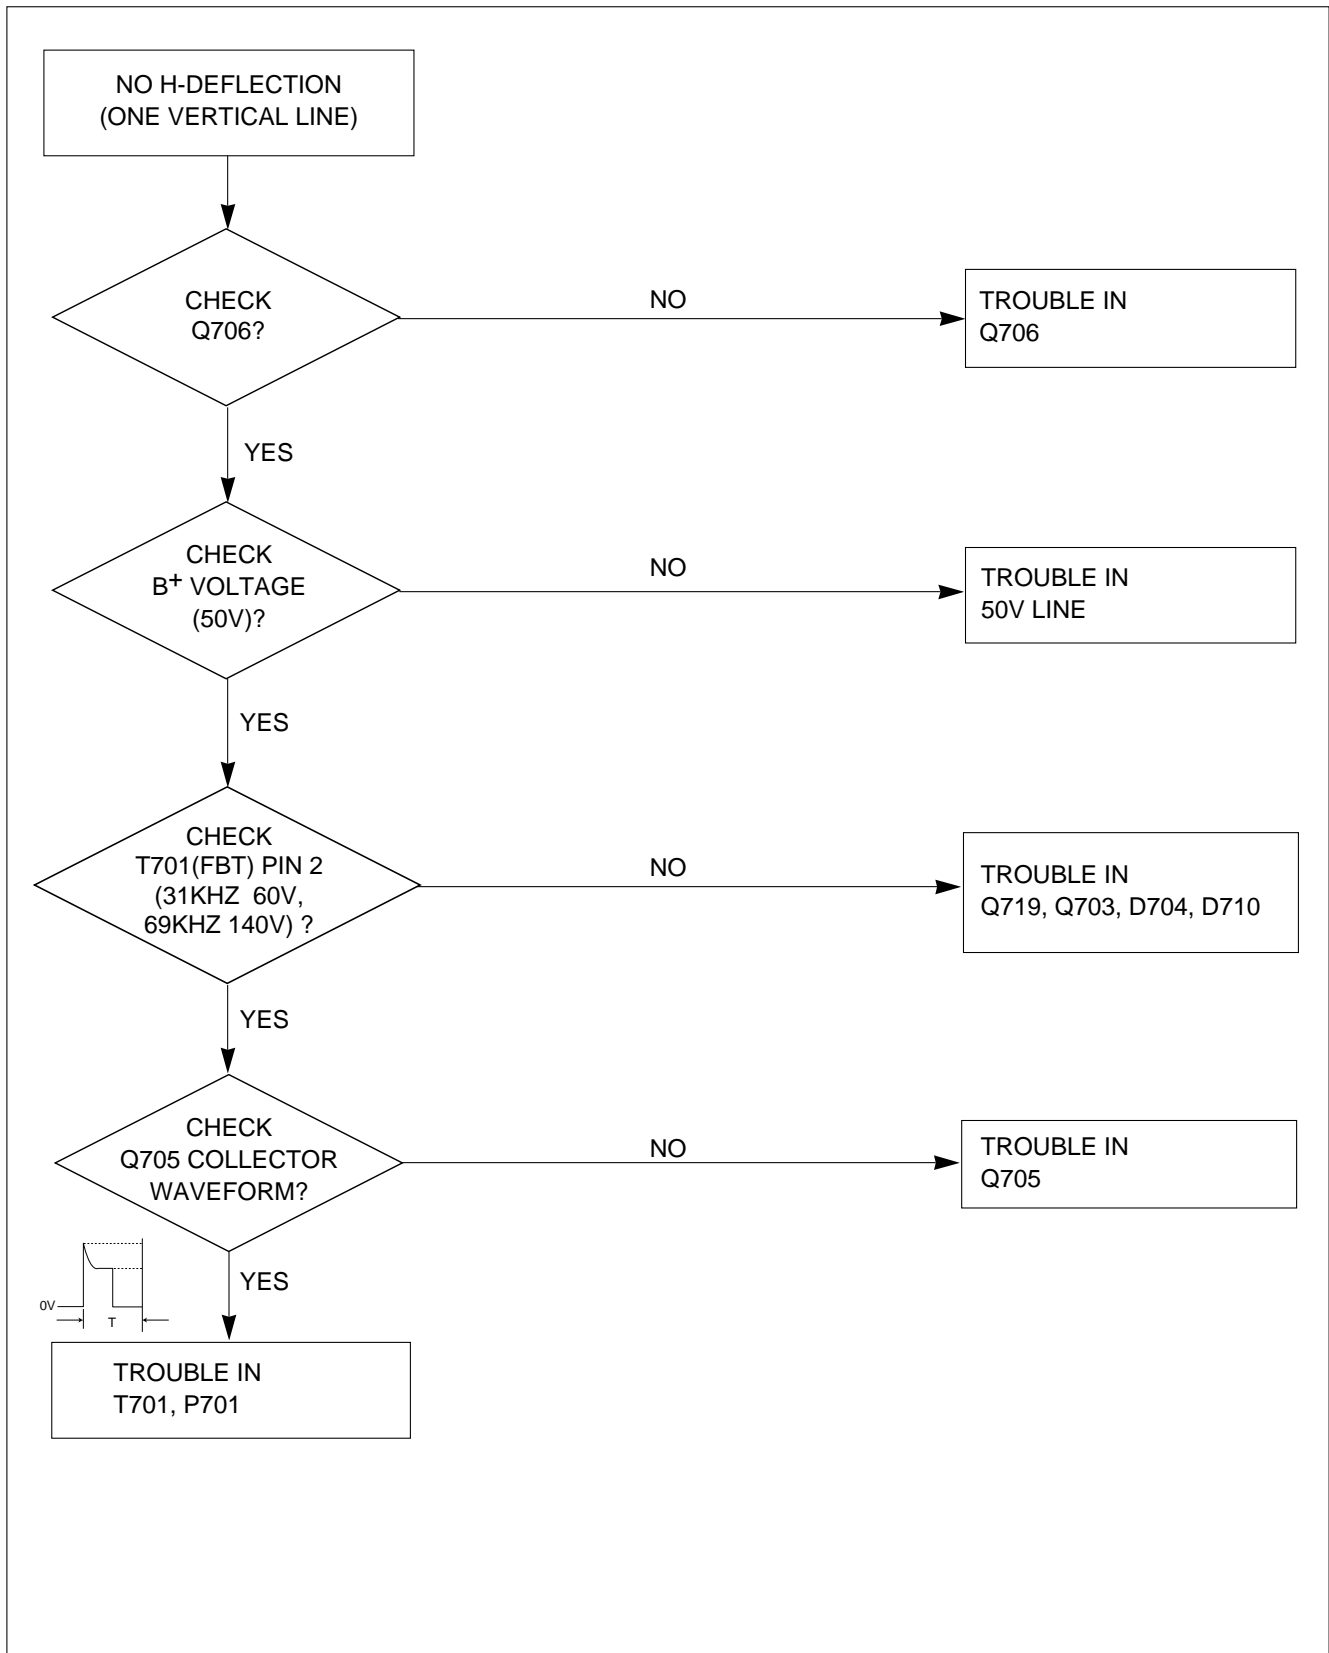 NO H-DEFLECTION
(ONE VERTICAL LINE)
CHECK
Q706?
NO
TROUBLE IN
Q706
YES
CHECK
B+ VOLTAGE
(50V)?
NO
TROUBLE IN
50V LINE
YES
CHECK
T701(FBT) PIN 2
(31KHZ 60V,
69KHZ 140V) ?
NO
TROUBLE IN
Q719, Q703, D704, D710
YES
CHECK
Q705 COLLECTOR
WAVEFORM?
NO
TROUBLE IN
Q705
YES
0V
T
TROUBLE IN
T701, P701